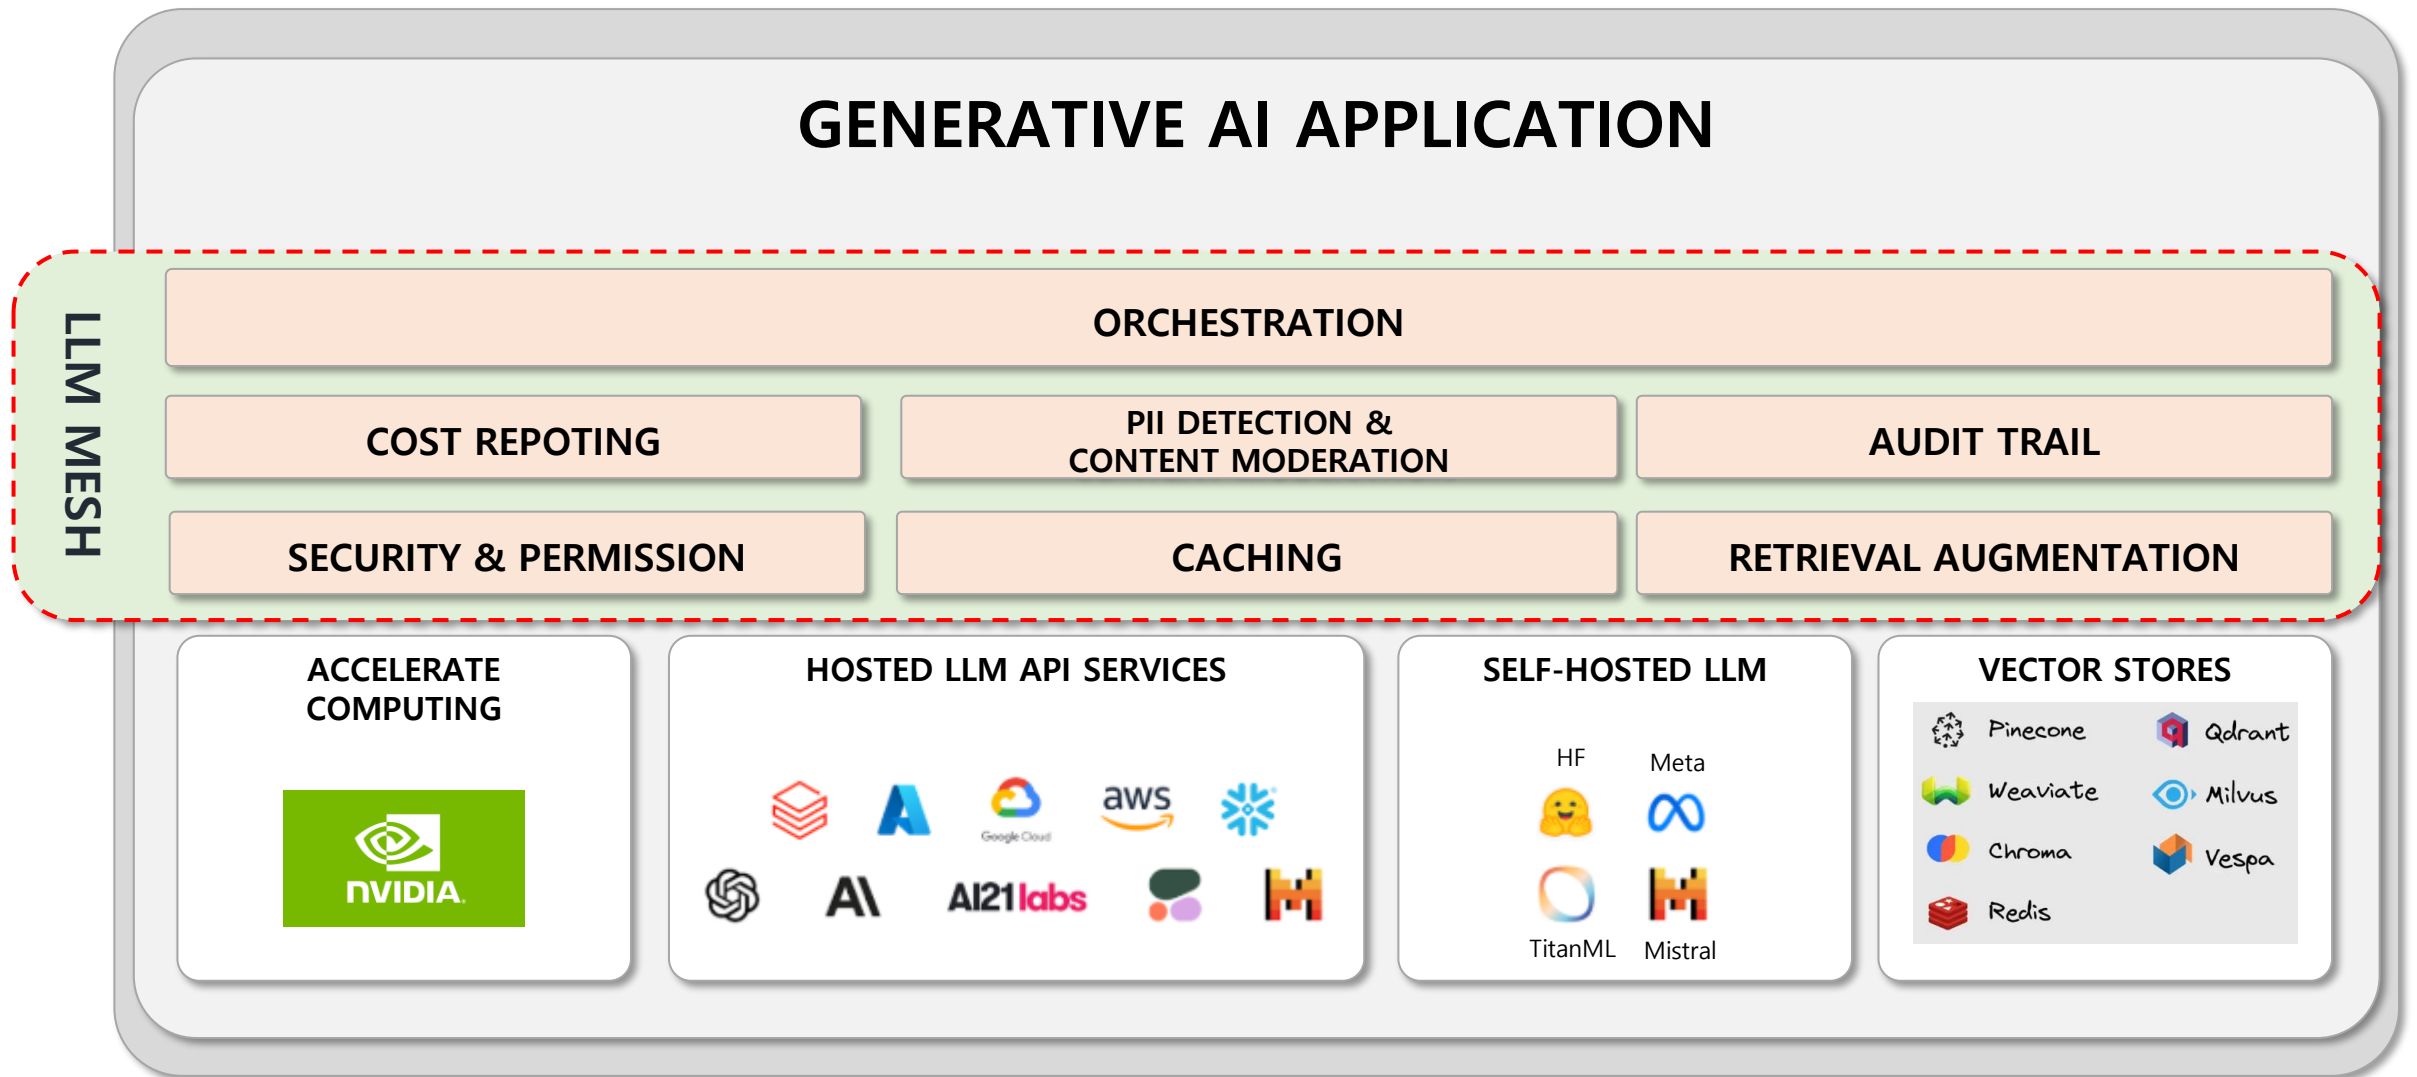 GENERATIVE AI APPLICATION
LLM MESH
ORCHESTRATION
COST REPOTING
PII DETECTION &
CONTENT MODERATION
AUDIT TRAIL
SECURITY & PERMISSION
CACHING
RETRIEVAL AUGMENTATION
ACCELERATE
COMPUTING
NVIDIA
HOSTED LLM API SERVICES
Google Cloud
aws
AI21labs
SELF-HOSTED LLM
HF
Meta
TitanML
Mistral
VECTOR STORES
Pinecone
Qdrant
Weaviate
Milvus
Chroma
Vespa
Redis